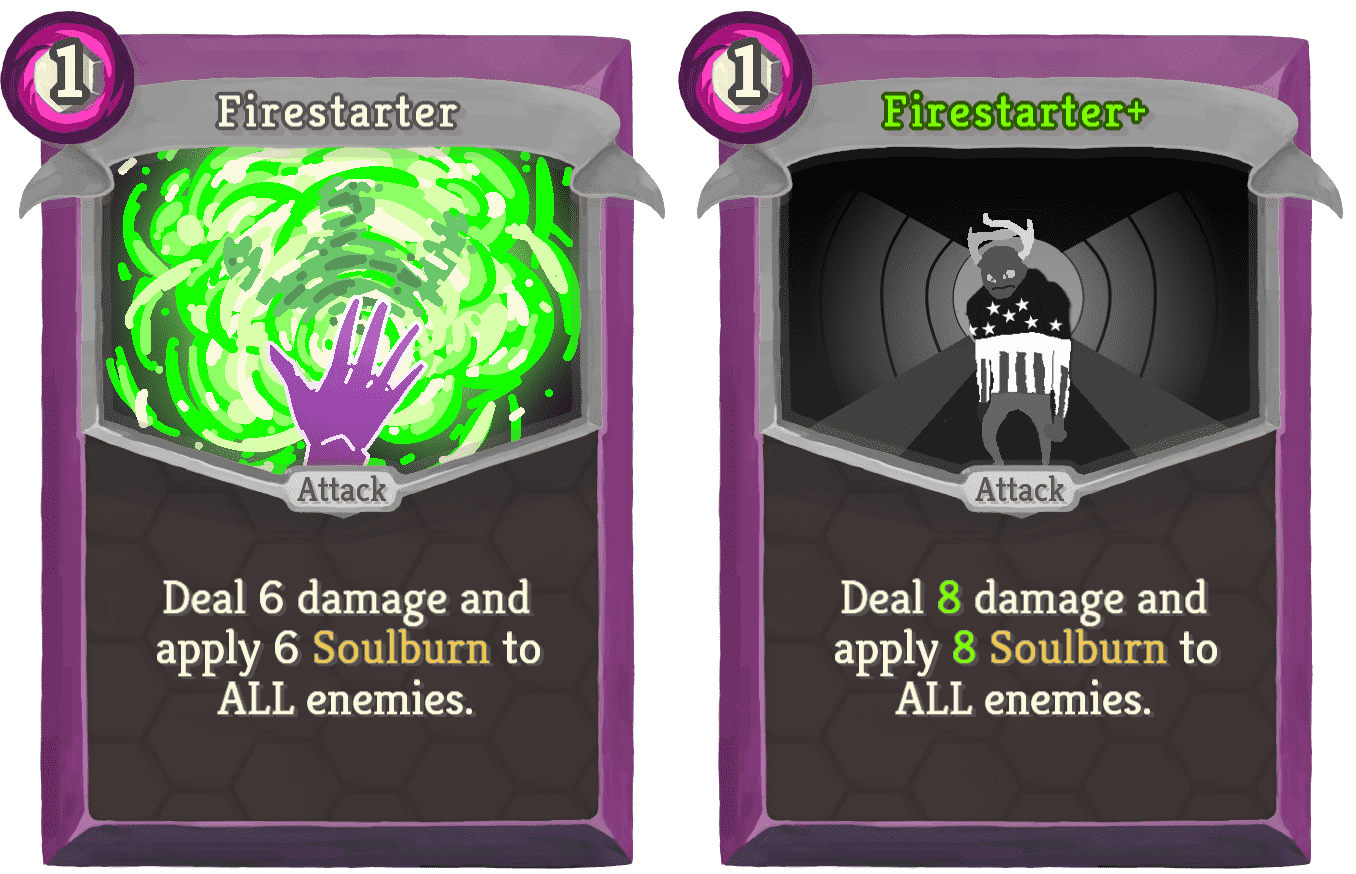 1
Firestarter
Attack
Deal 6 damage and
apply 6 Soulburn to
ALL enemies.
1
Firestarter+
Attack
Deal 8 damage and
apply 8 Soulburn to
ALL enemies.